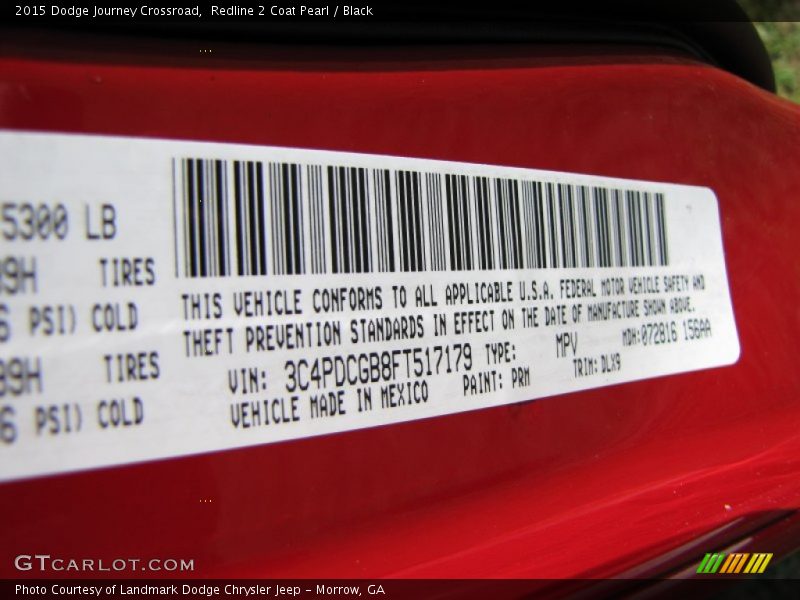 2015 Dodge Journey Crossroad, Redline 2 Coat Pearl / Black
5300 LB
99H TIRES
6 PSI) COLD
99H TIRES
6 PSI) COLD
THIS VEHICLE CONFORMS TO ALL APPLICABLE U.S.A. FEDERAL MOTOR VEHICLE SAFETY AND
THEFT PREVENTION STANDARDS IN EFFECT ON THE DATE OF MANUFACTURE SHOWN ABOVE.
VIN: 3C4PDCGB8FT517179 TYPE: MPV MDH:072816 156AA
VEHICLE MADE IN MEXICO PAINT: PRM TRIM: DLX9
GTCARLOT.COM
Photo Courtesy of Landmark Dodge Chrysler Jeep - Morrow, GA